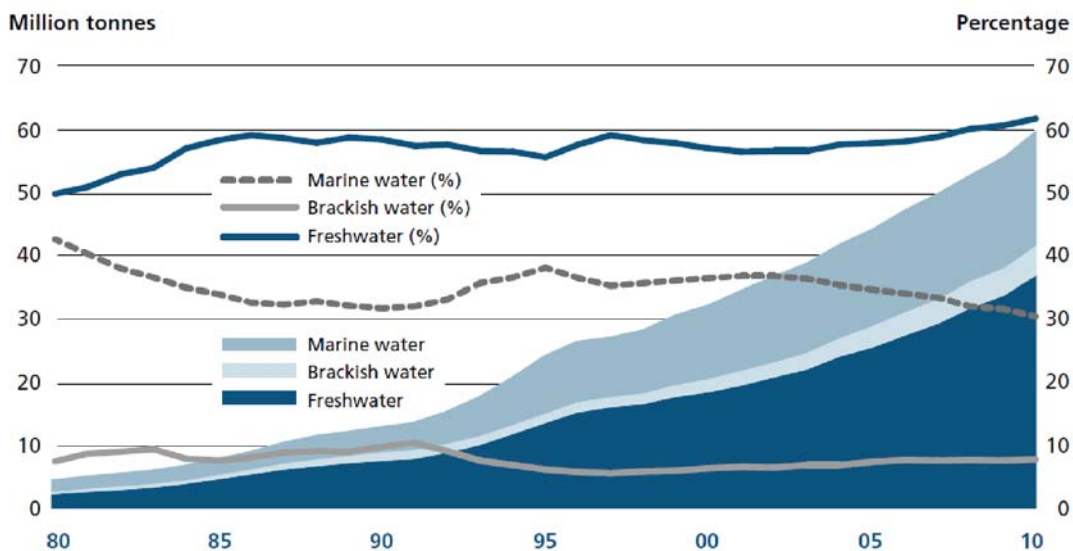 Million tonnes Percentage
70 70
60 60
50 50
Marine water (%)
Brackish water (%)
Freshwater (%)
40 40
30 30
Marine water
Brackish water
Freshwater
20 20
10 10
0 0
80 85 90 95 00 05 10